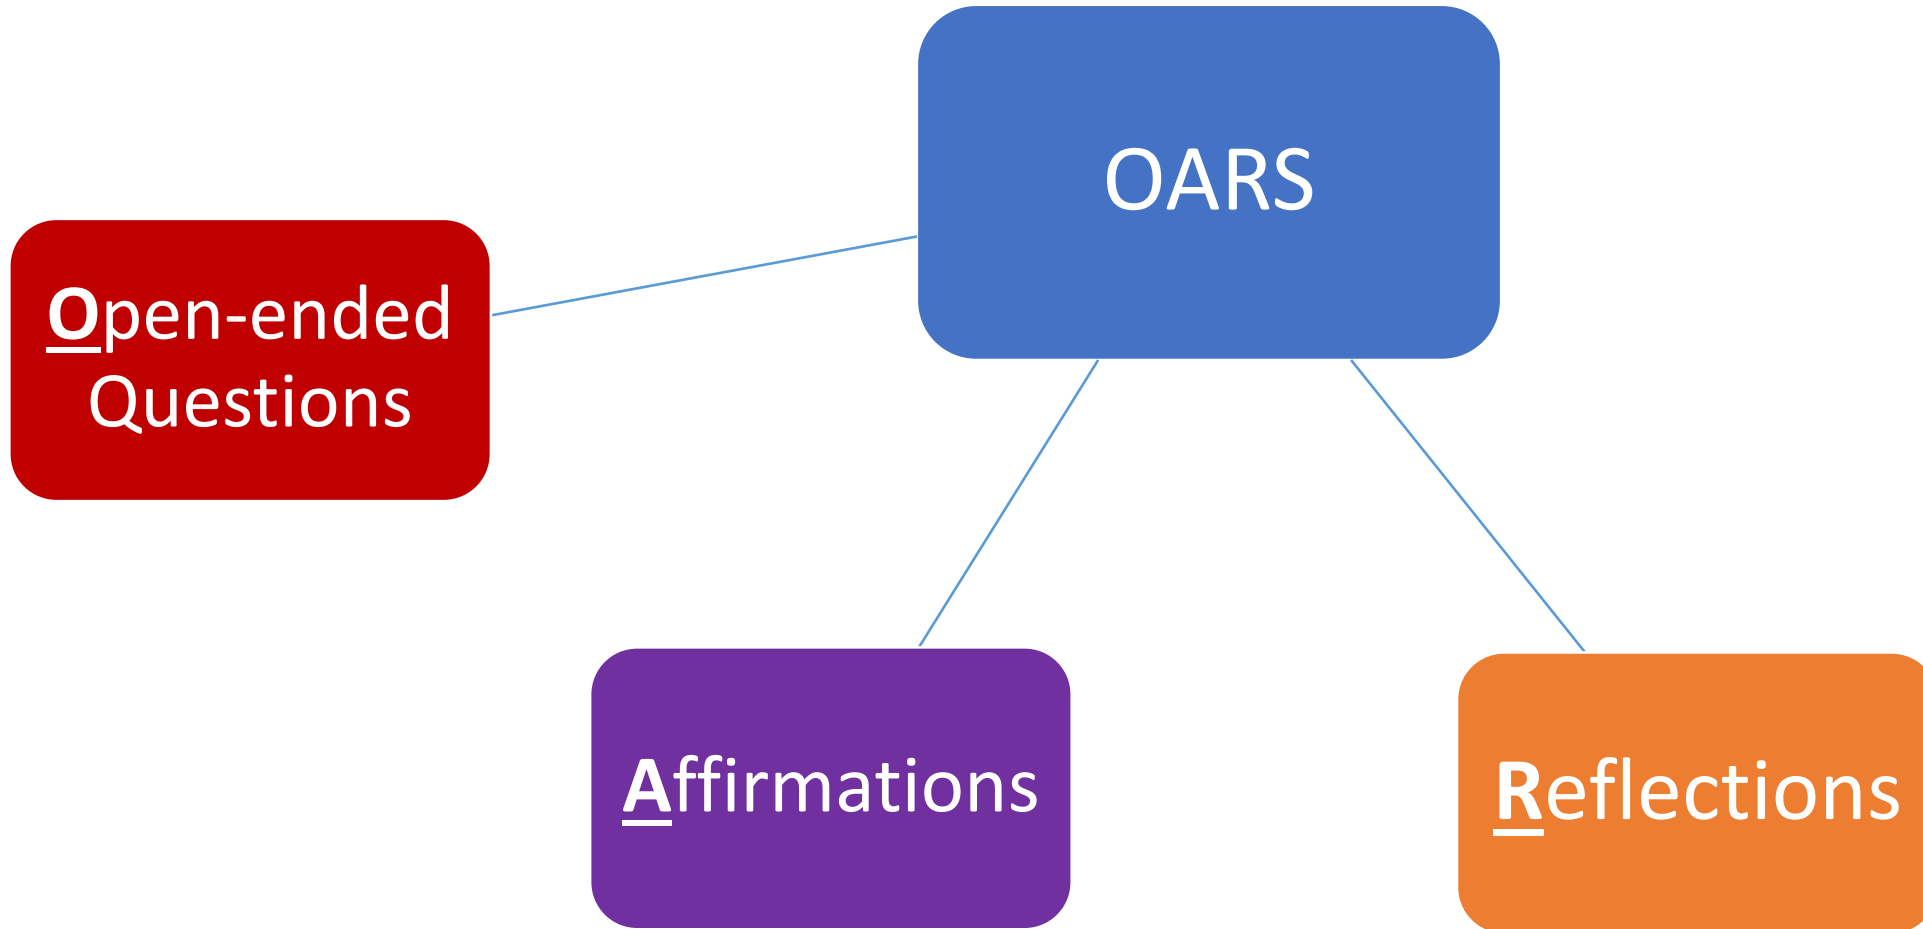 OARS
Open-ended
Questions
Affirmations
Reflections